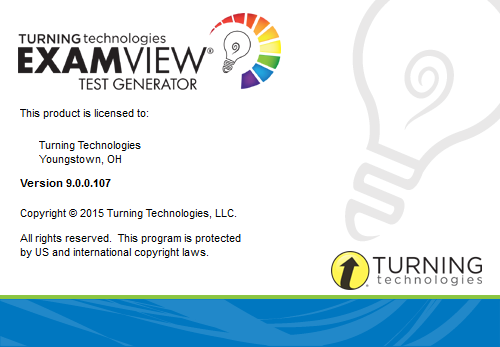 TURNING technologies
EXAMVIEW®
TEST GENERATOR
This product is licensed to:
Turning Technologies
Youngstown, OH
Version 9.0.0.107
Copyright © 2015 Turning Technologies, LLC.
All rights reserved.  This program is protected
by US and international copyright laws.
TURNING
technologies